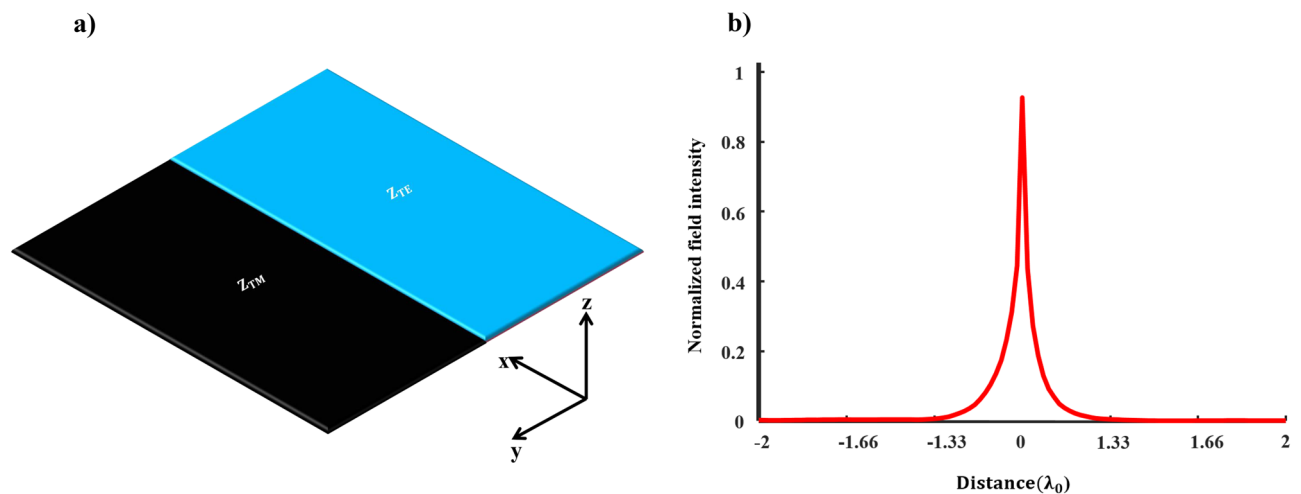 a)
Z_TE
Z_TM
z
x
y
b)
Normalized field intensity
1
0.8
0.6
0.4
0.2
0
-2 -1.66 -1.33 0 1.33 1.66 2
Distance(λ₀)